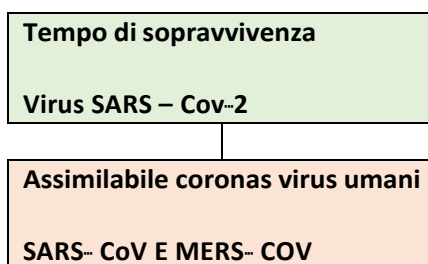 Tempo di sopravvivenza
Virus SARS – Cov-2
Assimilabile coronas virus umani
SARS- CoV E MERS- COV